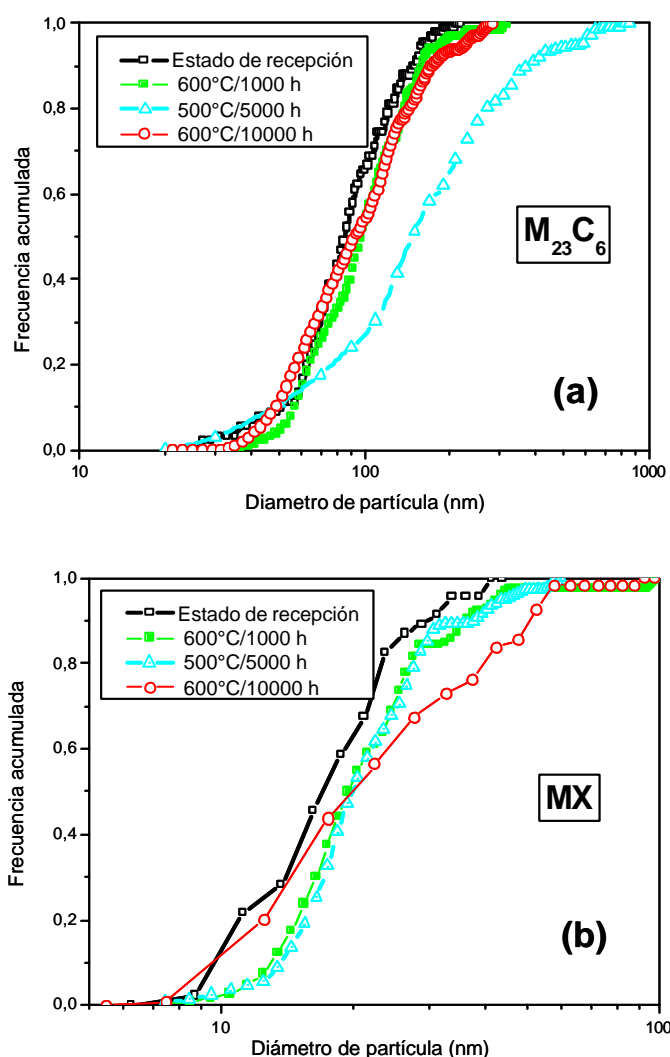 1,0
0,8
0,6
0,4
0,2
0,0
Frecuencia acumulada
Estado de recepción
600°C/1000 h
500°C/5000 h
600°C/10000 h
M23C6
(a)
10
100
1000
Diametro de partícula (nm)
1,0
0,8
0,6
0,4
0,2
0,0
Frecuencia acumulada
Estado de recepción
600°C/1000 h
500°C/5000 h
600°C/10000 h
MX
(b)
10
100
Diámetro de partícula (nm)